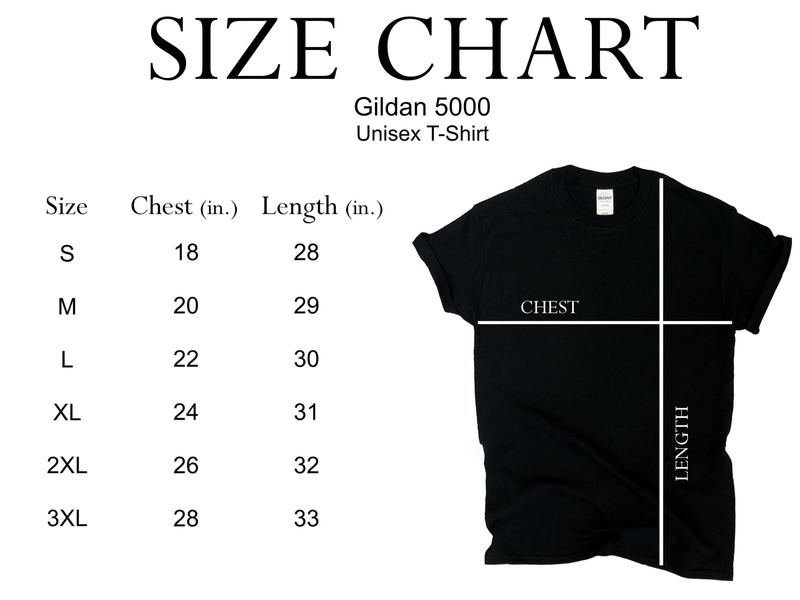 SIZE CHART
Gildan 5000
Unisex T-Shirt
Size Chest (in.) Length (in.)
S 18 28
M 20 29
L 22 30
XL 24 31
2XL 26 32
3XL 28 33
GILDAN
CHEST
LENGTH